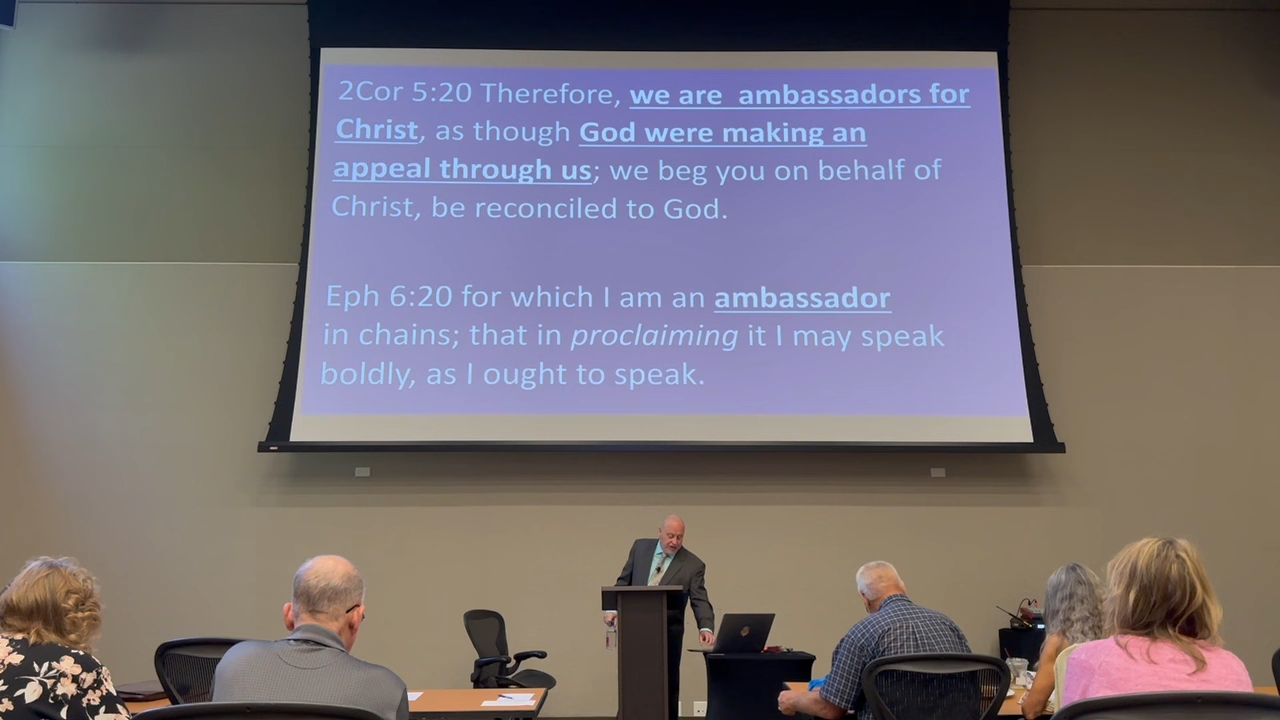 2Cor 5:20 Therefore, we are ambassadors for
Christ, as though God were making an
appeal through us; we beg you on behalf of
Christ, be reconciled to God.
Eph 6:20 for which I am an ambassador
in chains; that in proclaiming it I may speak
boldly, as I ought to speak.